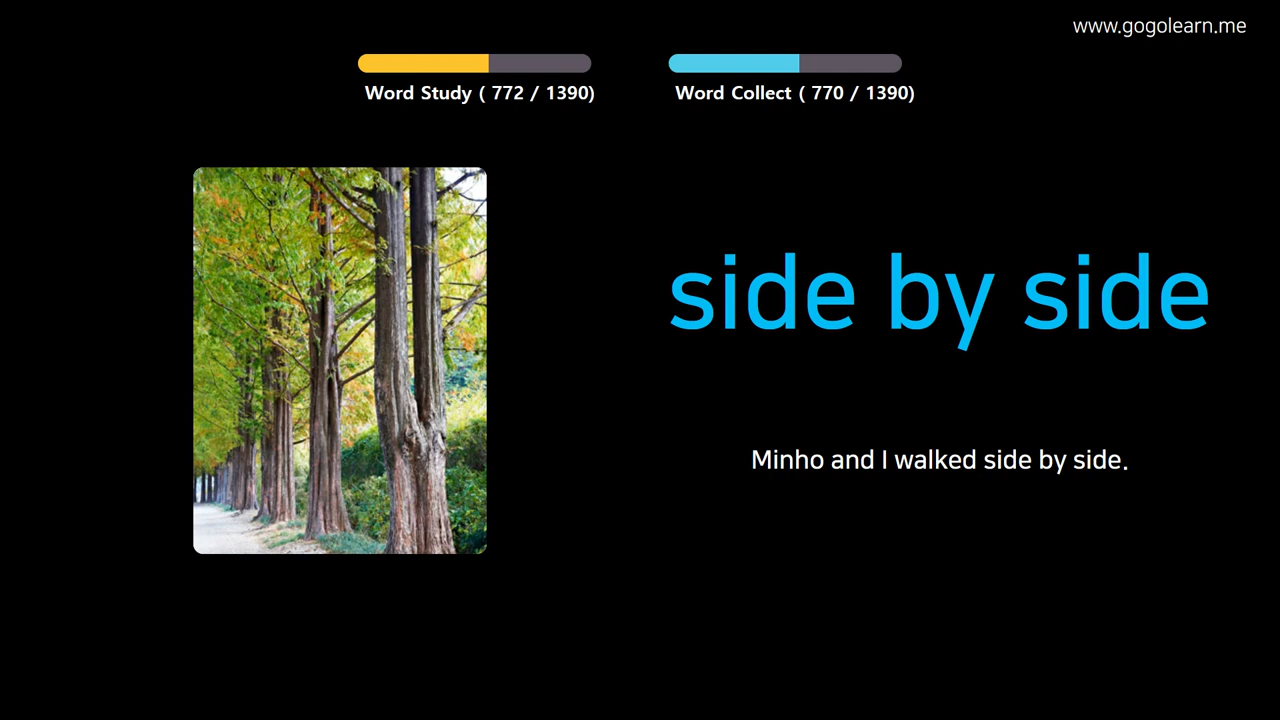 www.gogolearn.me
Word Study ( 772 / 1390)
Word Collect ( 770 / 1390)
side by side
Minho and I walked side by side.